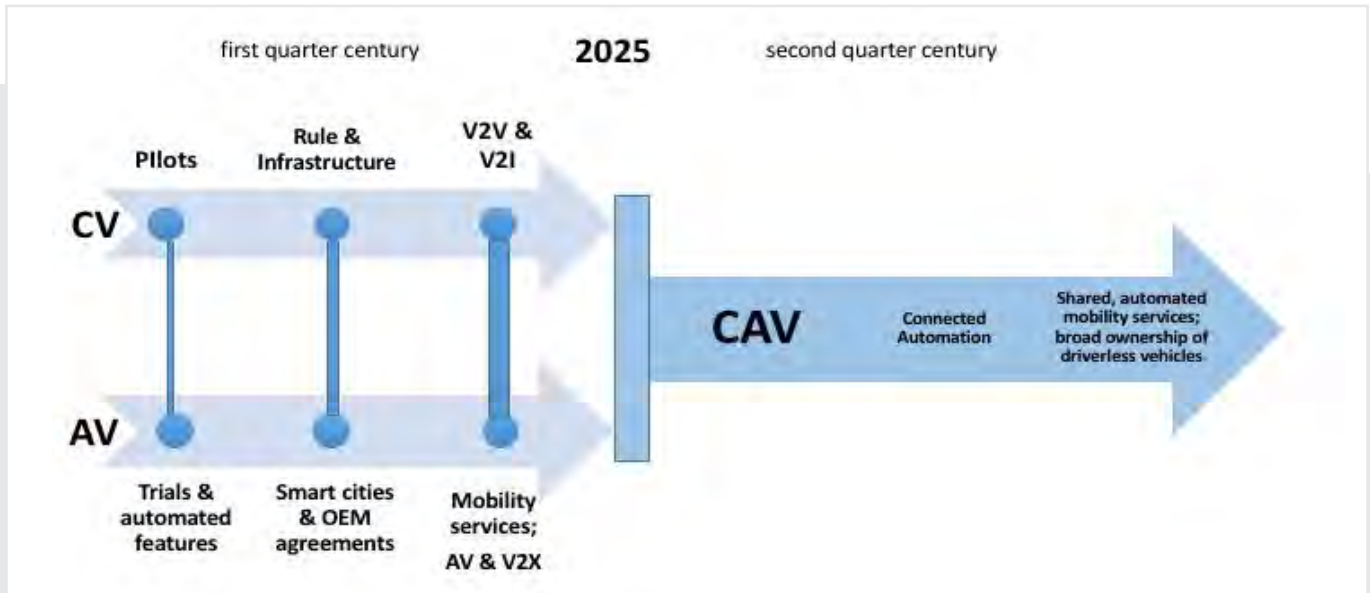 first quarter century
2025
second quarter century
PIlots
Rule &
Infrastructure
V2V &
V2I
CV
AV
Trials &
automated
features
Smart cities
& OEM
agreements
Mobility
services;
AV & V2X
CAV
Connected
Automation
Shared, automated
mobility services;
broad ownership of
driverless vehicles